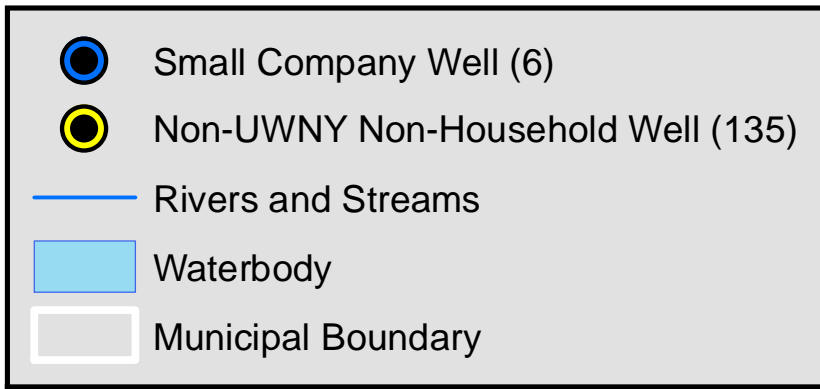 Small Company Well (6)
Non-UWNY Non-Household Well (135)
Rivers and Streams
Waterbody
Municipal Boundary